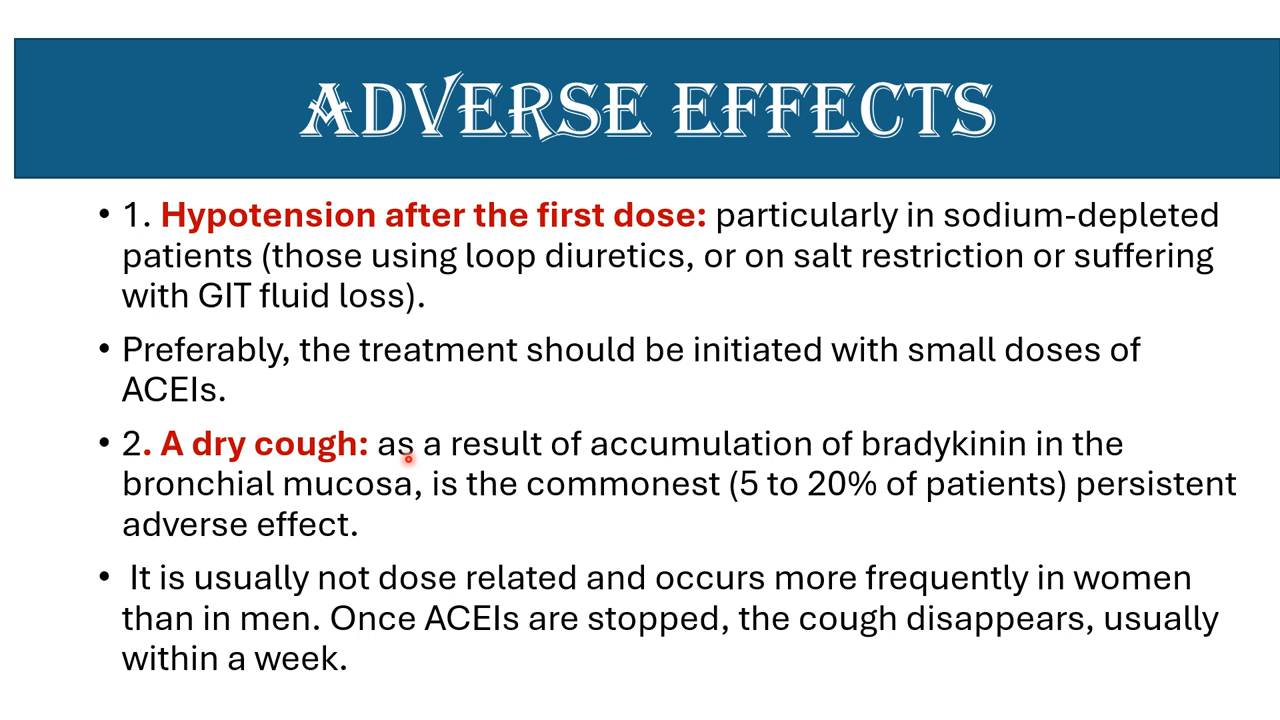 ADVERSE EFFECTS
• 1. Hypotension after the first dose: particularly in sodium-depleted
patients (those using loop diuretics, or on salt restriction or suffering
with GIT fluid loss).
• Preferably, the treatment should be initiated with small doses of
ACEIs.
• 2. A dry cough: as a result of accumulation of bradykinin in the
bronchial mucosa, is the commonest (5 to 20% of patients) persistent
adverse effect.
• It is usually not dose related and occurs more frequently in women
than in men. Once ACEIs are stopped, the cough disappears, usually
within a week.